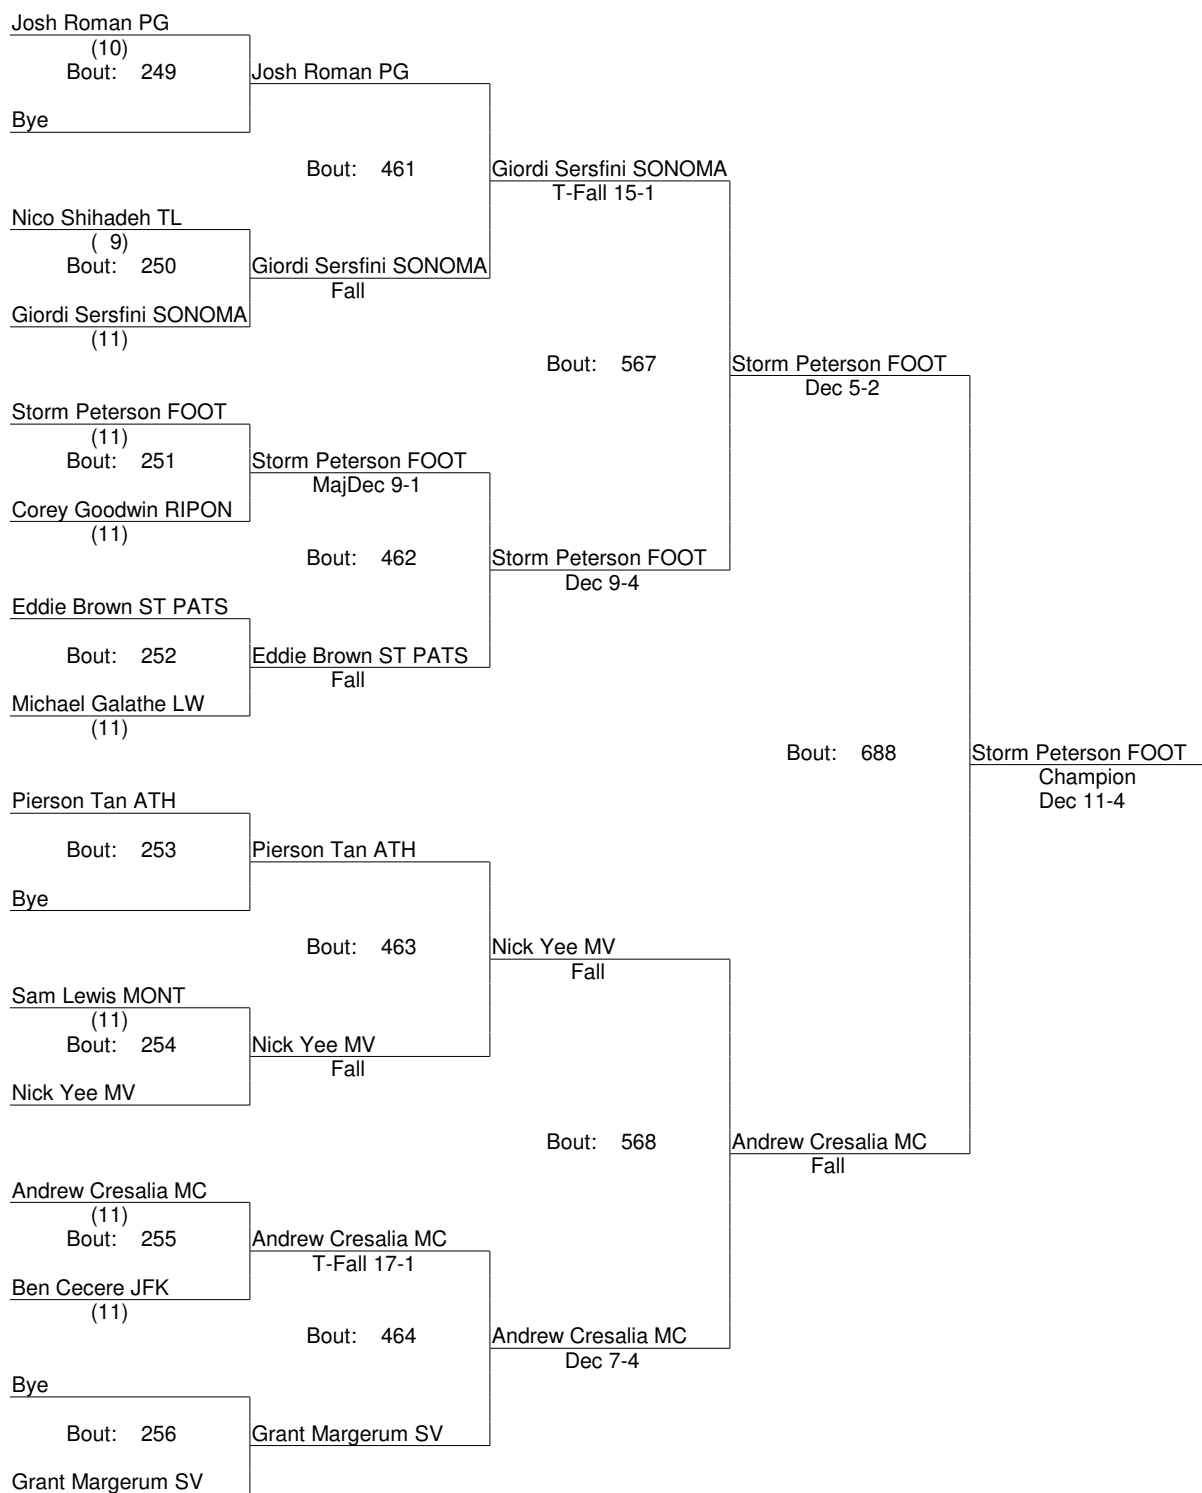 Josh Roman PG
(10)
Bout: 249
Josh Roman PG
Bye
Bout: 461
Giordi Sersfini SONOMA
T-Fall 15-1
Nico Shihadeh TL
( 9)
Bout: 250
Giordi Sersfini SONOMA
Fall
Giordi Sersfini SONOMA
(11)
Bout: 567
Storm Peterson FOOT
Dec 5-2
Storm Peterson FOOT
(11)
Bout: 251
Storm Peterson FOOT
MajDec 9-1
Corey Goodwin RIPON
(11)
Bout: 462
Storm Peterson FOOT
Dec 9-4
Eddie Brown ST PATS
Bout: 252
Eddie Brown ST PATS
Fall
Michael Galathe LW
(11)
Bout: 688
Storm Peterson FOOT
Champion
Dec 11-4
Pierson Tan ATH
Bout: 253
Pierson Tan ATH
Bye
Bout: 463
Nick Yee MV
Fall
Sam Lewis MONT
(11)
Bout: 254
Nick Yee MV
Fall
Nick Yee MV
Bout: 568
Andrew Cresalia MC
Fall
Andrew Cresalia MC
(11)
Bout: 255
Andrew Cresalia MC
T-Fall 17-1
Ben Cecere JFK
(11)
Bout: 464
Andrew Cresalia MC
Dec 7-4
Bye
Bout: 256
Grant Margerum SV
Grant Margerum SV